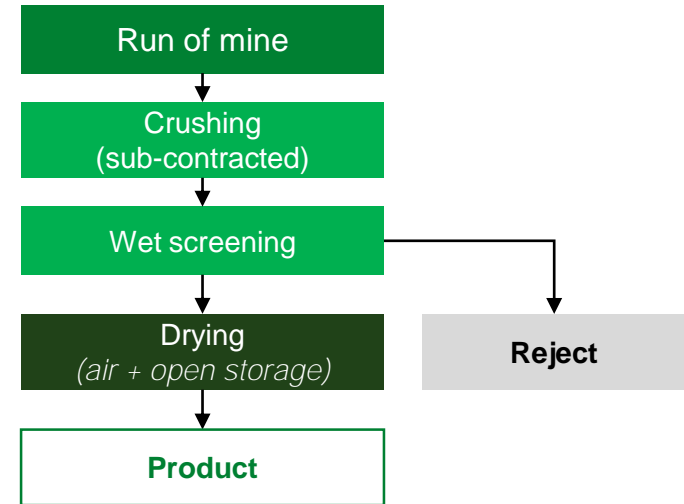 Run of mine
Crushing
(sub-contracted)
Wet screening
Drying
(air + open storage)
Reject
Product